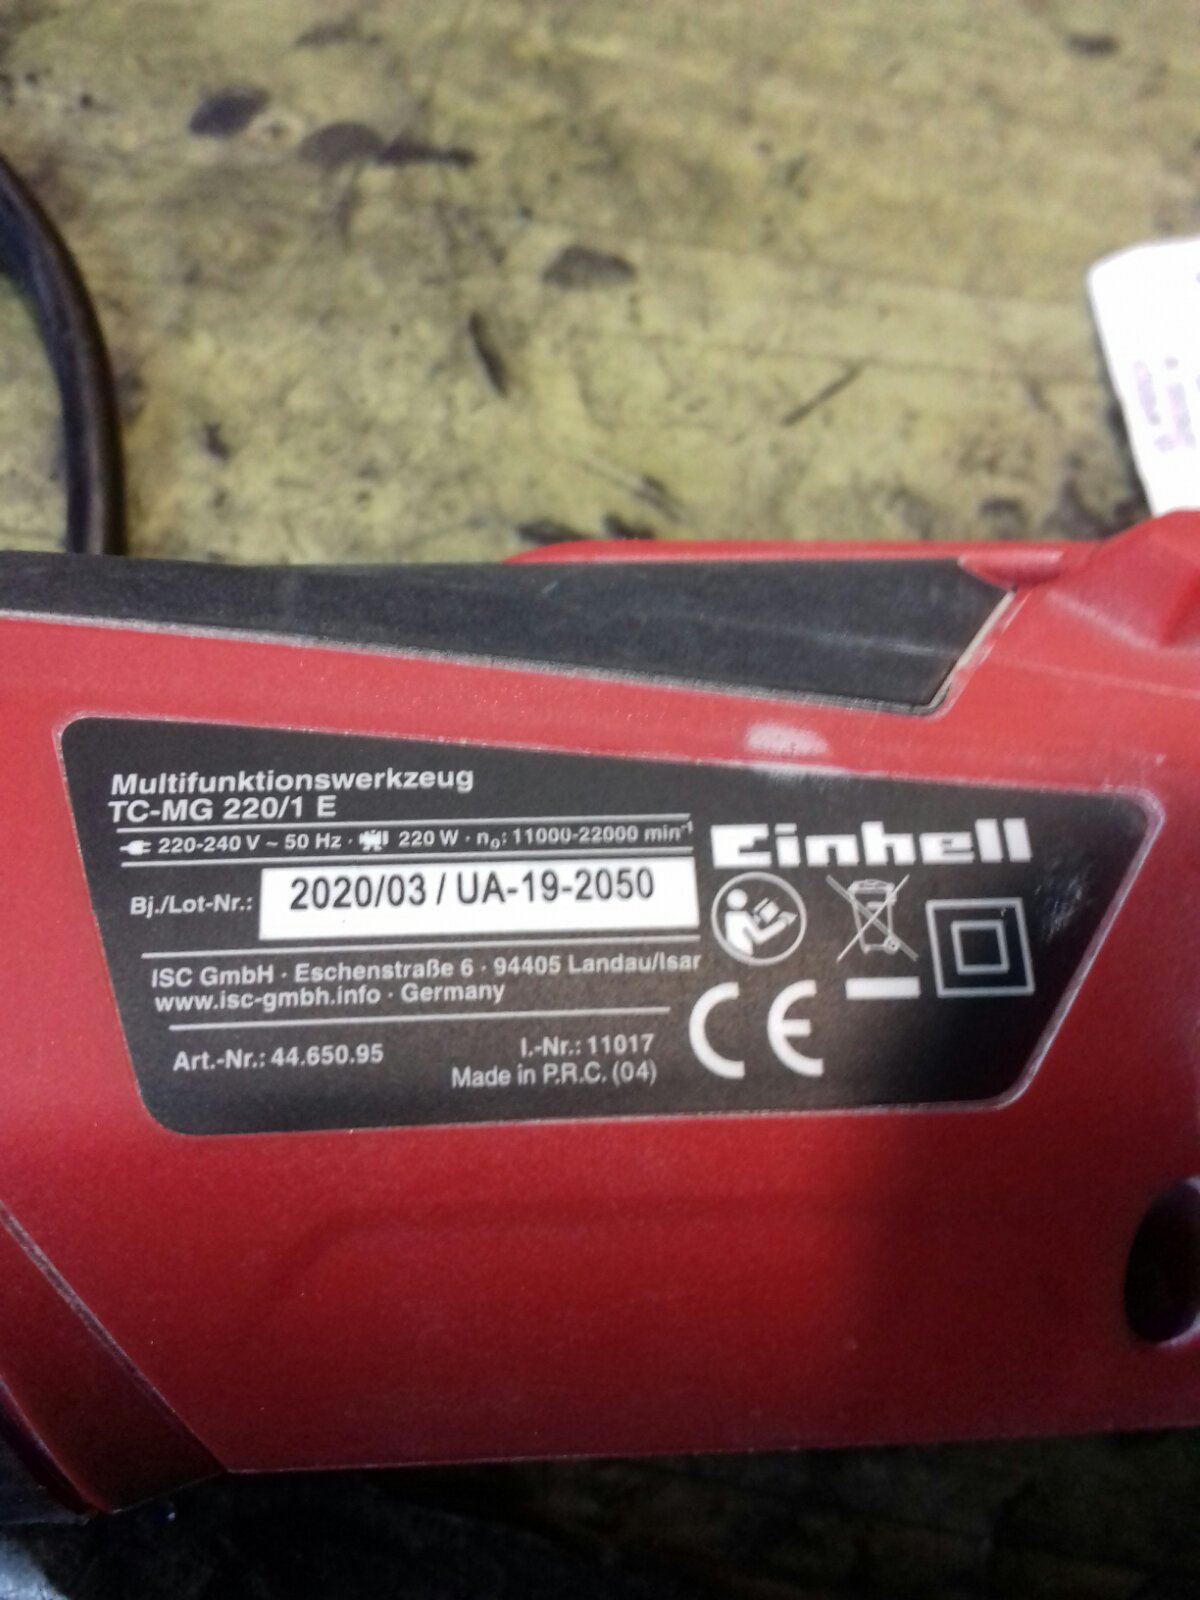 Multifunktionswerkzeug
TC-MG 220/1 E
220-240 V ~ 50 Hz · 220 W · n₀: 11000-22000 min⁻¹
Bj./Lot-Nr.: 2020/03 / UA-19-2050
Einhell
ISC GmbH · Eschenstraße 6 · 94405 Landau/Isar
www.isc-gmbh.info · Germany
CE
Art.-Nr.: 44.650.95
I.-Nr.: 11017
Made in P.R.C. (04)